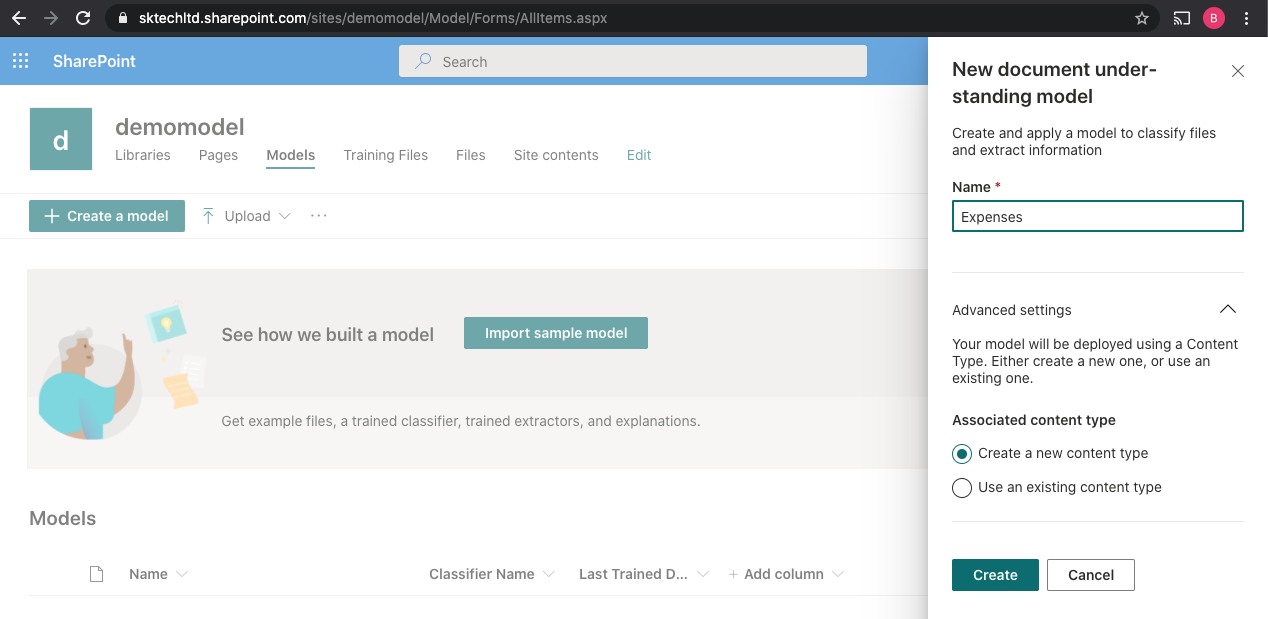 sktechltd.sharepoint.com/sites/demomodel/Model/Forms/AllItems.aspx
B
SharePoint
Search
d
demomodel
Libraries Pages Models Training Files Files Site contents Edit
Create a model Upload ...
See how we built a model Import sample model
Get example files, a trained classifier, trained extractors, and explanations.
Models
Name Classifier Name Last Trained D... + Add column
New document under-
standing model
Create and apply a model to classify files
and extract information
Name *
Expenses
Advanced settings
Your model will be deployed using a Content
Type. Either create a new one, or use an
existing one.
Associated content type
Create a new content type
Use an existing content type
Create Cancel